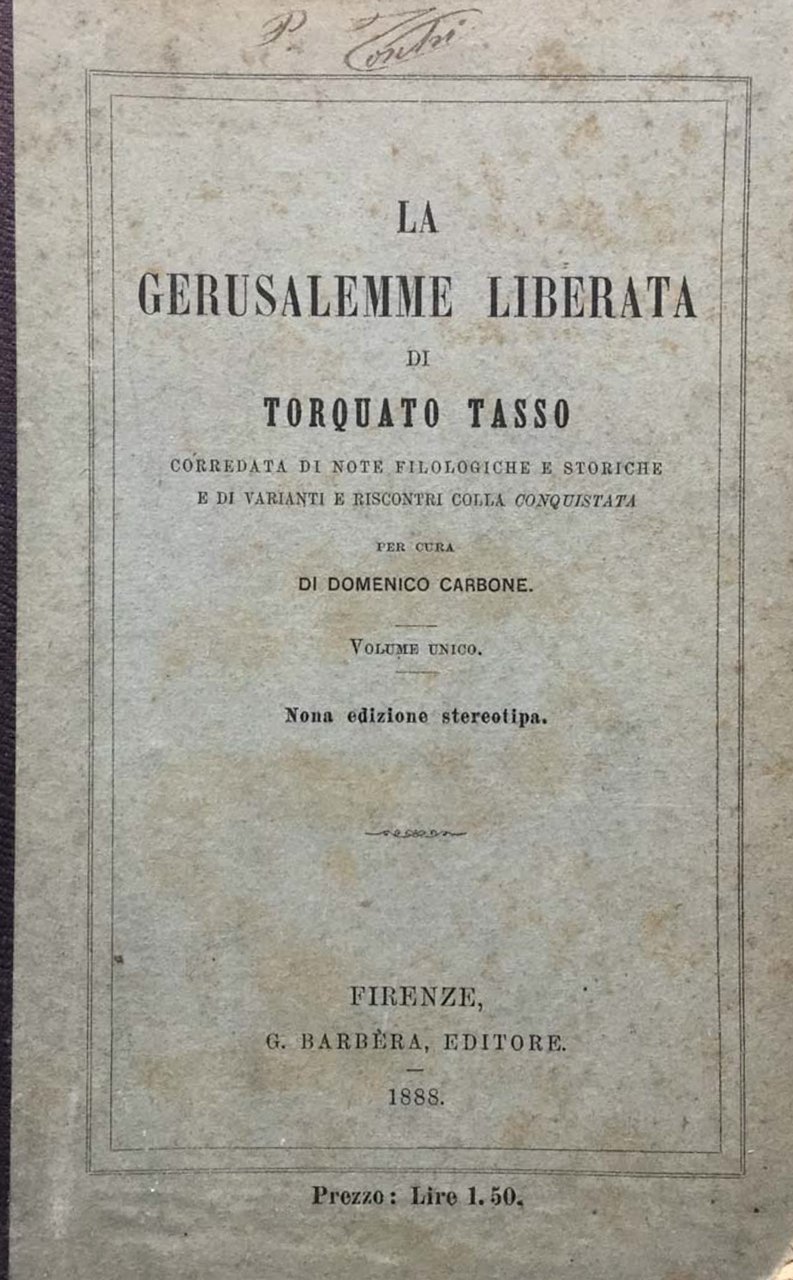 P.
LA
GERUSALEMME LIBERATA
DI
TORQUATO TASSO
CORREDATA DI NOTE FILOLOGICHE E STORICHE
E DI VARIANTI E RISCONTRI COLLA CONQUISTATA
PER CURA
DI DOMENICO CARBONE.
VOLUME UNICO.
Nona edizione stereotipa.
FIRENZE,
G. BARBÈRA, EDITORE.
1888.
Prezzo: Lire 1.50.